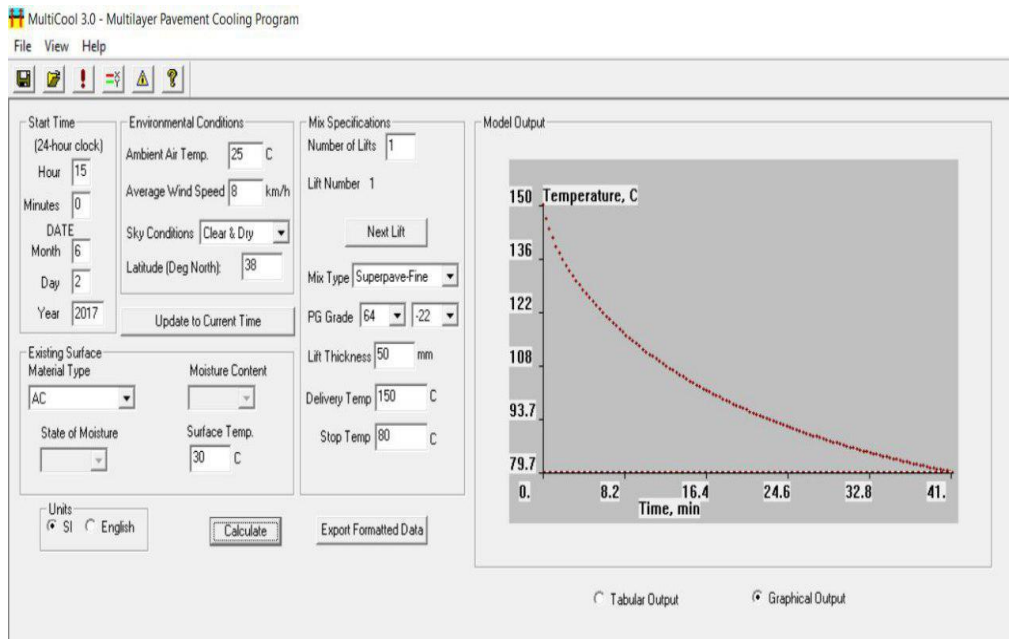 MultiCool 3.0 - Multilayer Pavement Cooling Program
File View Help
Start Time
(24-hour clock)
Hour 15
Minutes 0
DATE
Month 6
Day 2
Year 2017
Environmental Conditions
Ambient Air Temp. 25 C
Average Wind Speed 8 km/h
Sky Conditions Clear & Dry
Latitude (Deg North): 38
Update to Current Time
Existing Surface
Material Type
AC
Moisture Content
State of Moisture
Surface Temp.
30 C
Units
SI English
Calculate
Mix Specifications
Number of Lifts 1
Lift Number 1
Next Lift
Mix Type Superpave-Fine
PG Grade 64 -22
Lift Thickness 50 mm
Delivery Temp 150 C
Stop Temp 80 C
Export Formatted Data
Model Output
Temperature, C
150
136
122
108
93.7
79.7
0. 8.2 16.4 24.6 32.8 41.
Time, min
Tabular Output Graphical Output